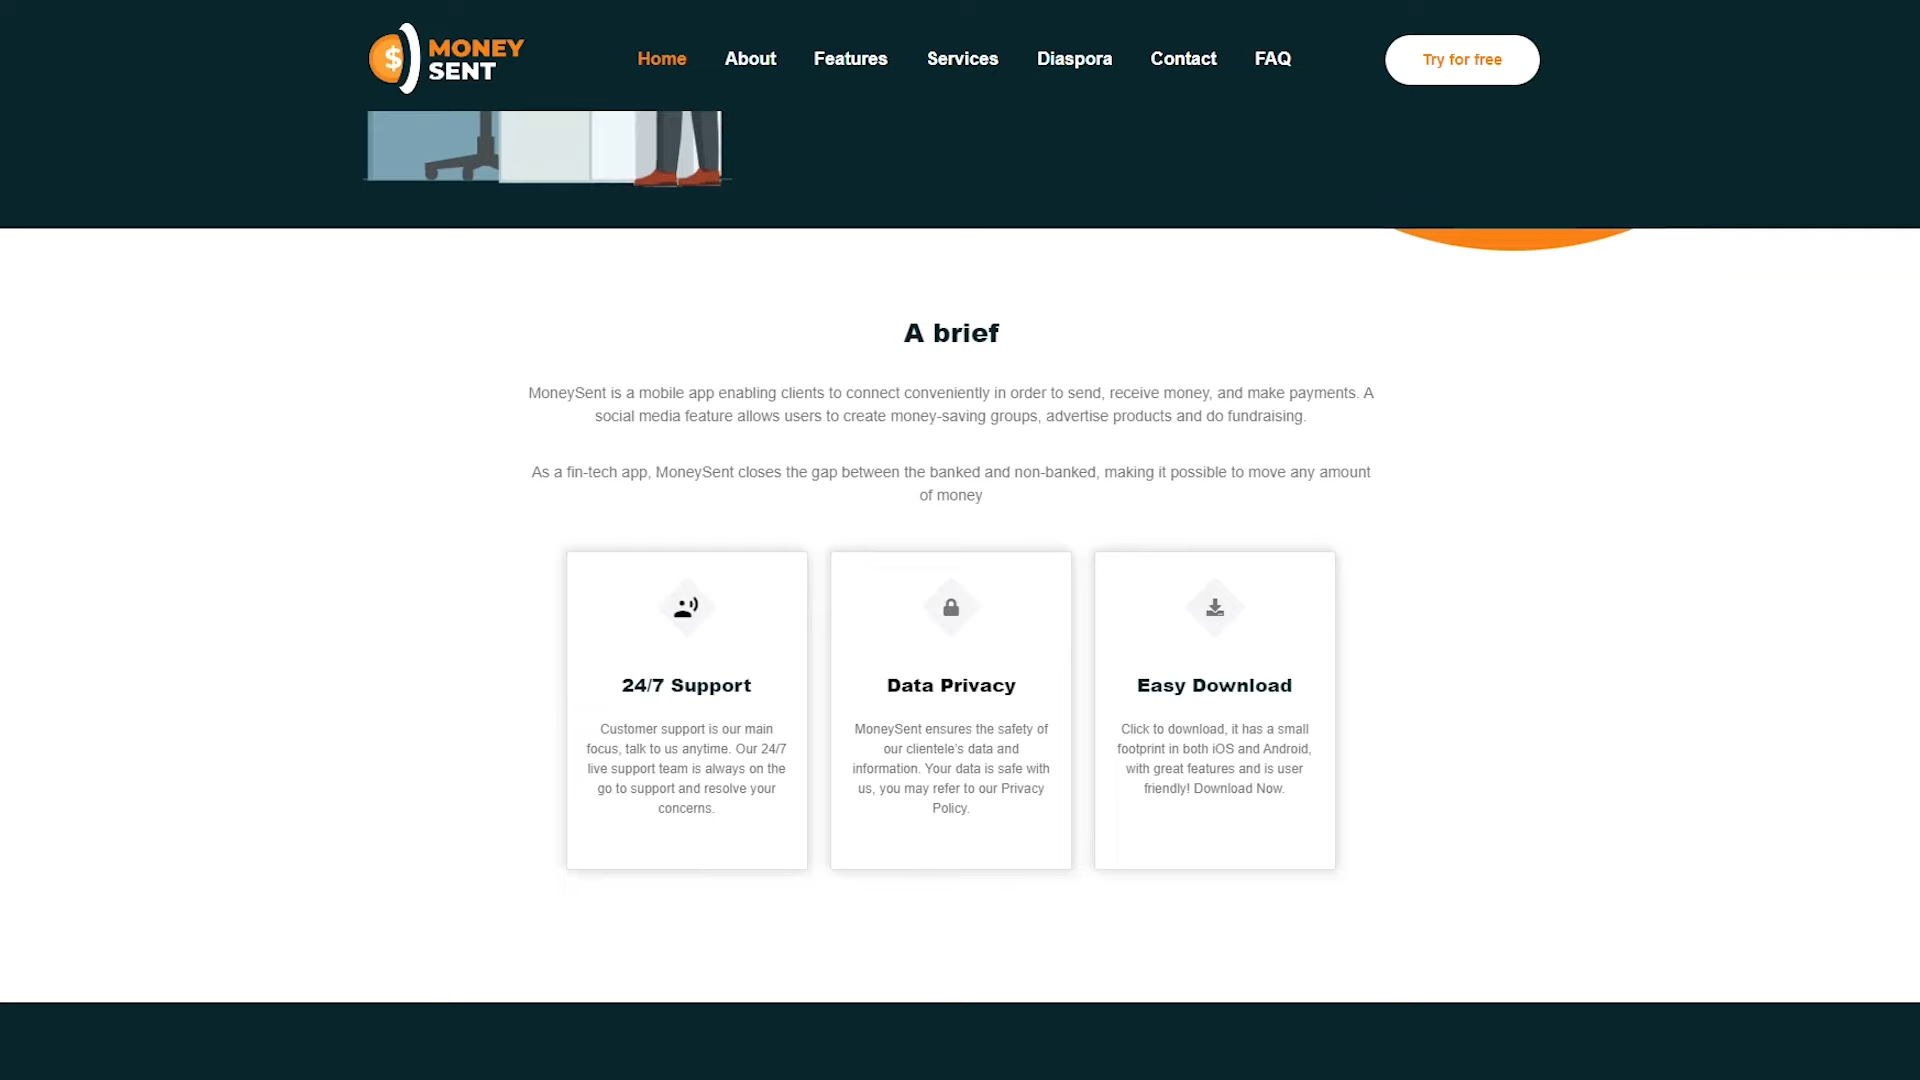 MONEY
SENT
Home
About
Features
Services
Diaspora
Contact
FAQ
Try for free
A brief
MoneySent is a mobile app enabling clients to connect conveniently in order to send, receive money, and make payments. A
social media feature allows users to create money-saving groups, advertise products and do fundraising.
As a fin-tech app, MoneySent closes the gap between the banked and non-banked, making it possible to move any amount
of money
24/7 Support
Customer support is our main
focus, talk to us anytime. Our 24/7
live support team is always on the
go to support and resolve your
concerns.
Data Privacy
MoneySent ensures the safety of
our clientele's data and
information. Your data is safe with
us, you may refer to our Privacy
Policy.
Easy Download
Click to download, it has a small
footprint in both iOS and Android,
with great features and is user
friendly! Download Now.